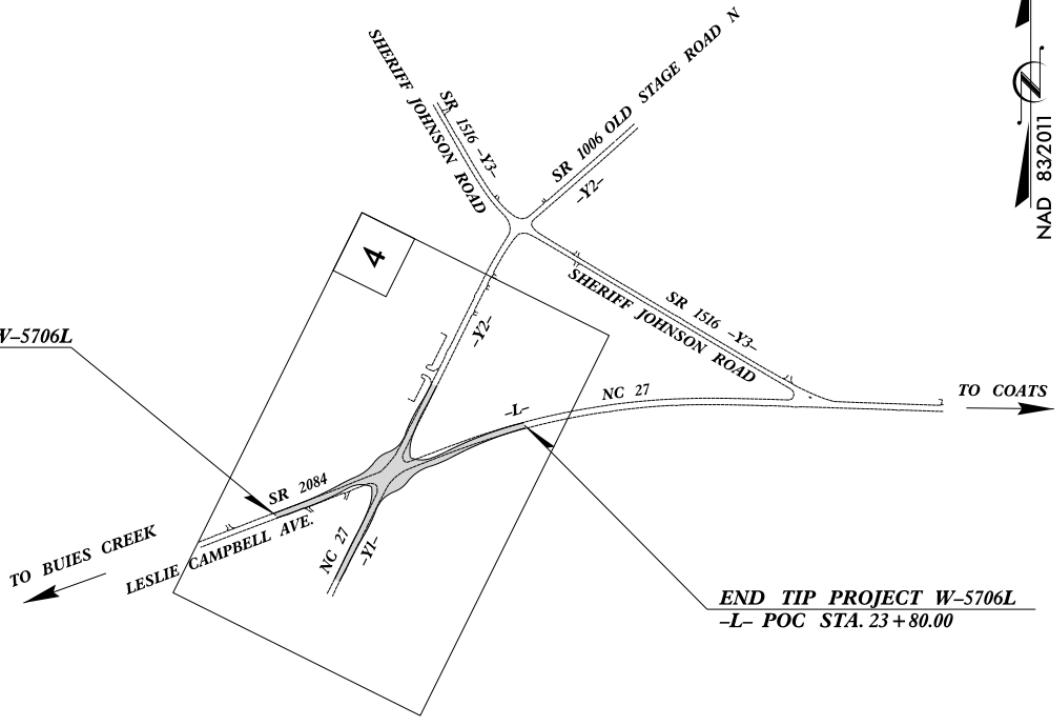 SHERIFF JOHNSON ROAD
SR 1516 -Y3-
SR 1006 OLD STAGE ROAD N
-Y2-
NAD 83/2011
4
SHERIFF JOHNSON ROAD
SR 1516 -Y3-
-Y2-
W-5706L
NC 27
-L-
TO COATS
SR 2084
TO BUIES CREEK
LESLIE CAMPBELL AVE.
NC 27
-Y1-
END TIP PROJECT W-5706L
-L- POC STA. 23+80.00